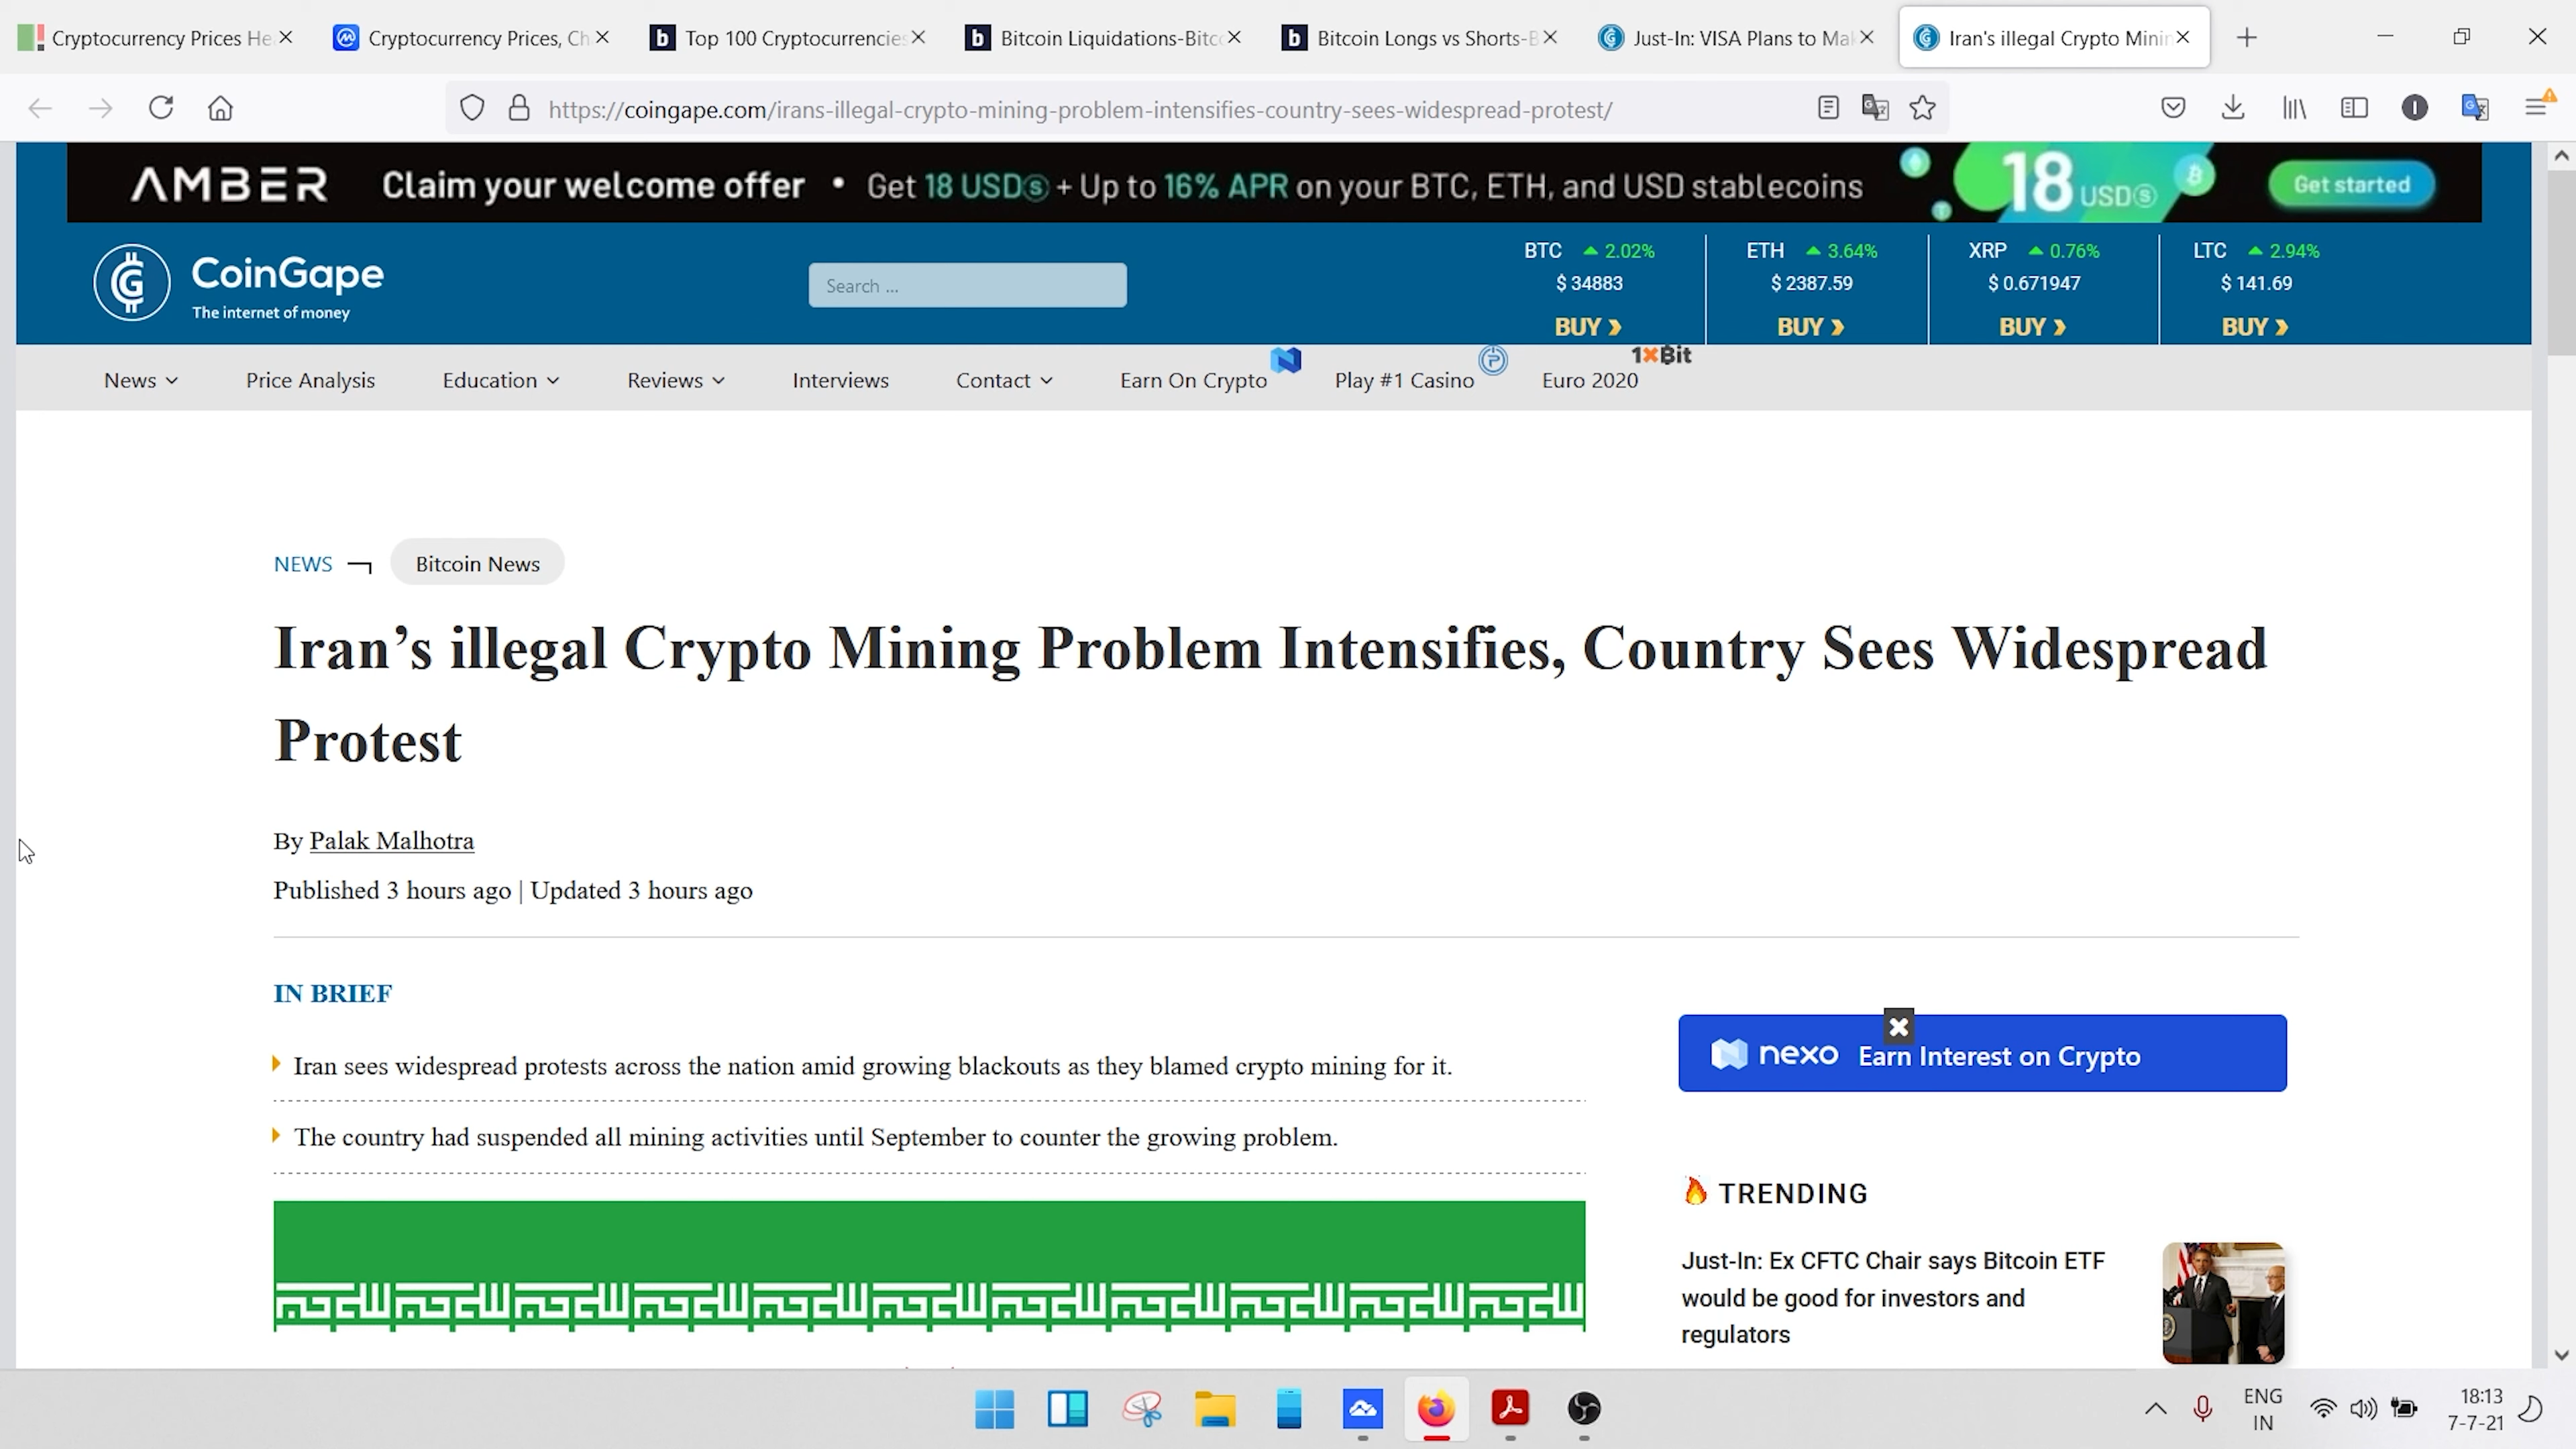 Cryptocurrency Prices He
Cryptocurrency Prices, Ch
Top 100 Cryptocurrencies
Bitcoin Liquidations-Bitco
Bitcoin Longs vs Shorts-B
Just-In: VISA Plans to Mak
Iran's illegal Crypto Minin
https://coingape.com/irans-illegal-crypto-mining-problem-intensifies-country-sees-widespread-protest/
AMBER Claim your welcome offer • Get 18 USDⓈ + Up to 16% APR on your BTC, ETH, and USD stablecoins 18 USDⓈ Get started
CoinGape
The internet of money
Search ...
BTC 2.02%
$ 34883
BUY
ETH 3.64%
$ 2387.59
BUY
XRP 0.76%
$ 0.671947
BUY
LTC 2.94%
$ 141.69
BUY
1×Bit
News Price Analysis Education Reviews Interviews Contact Earn On Crypto Play #1 Casino Euro 2020
NEWS Bitcoin News
Iran’s illegal Crypto Mining Problem Intensifies, Country Sees Widespread
Protest
By Palak Malhotra
Published 3 hours ago | Updated 3 hours ago
IN BRIEF
Iran sees widespread protests across the nation amid growing blackouts as they blamed crypto mining for it.
The country had suspended all mining activities until September to counter the growing problem.
nexo Earn Interest on Crypto
TRENDING
Just-In: Ex CFTC Chair says Bitcoin ETF
would be good for investors and
regulators
ENG
IN
18:13
7-7-21